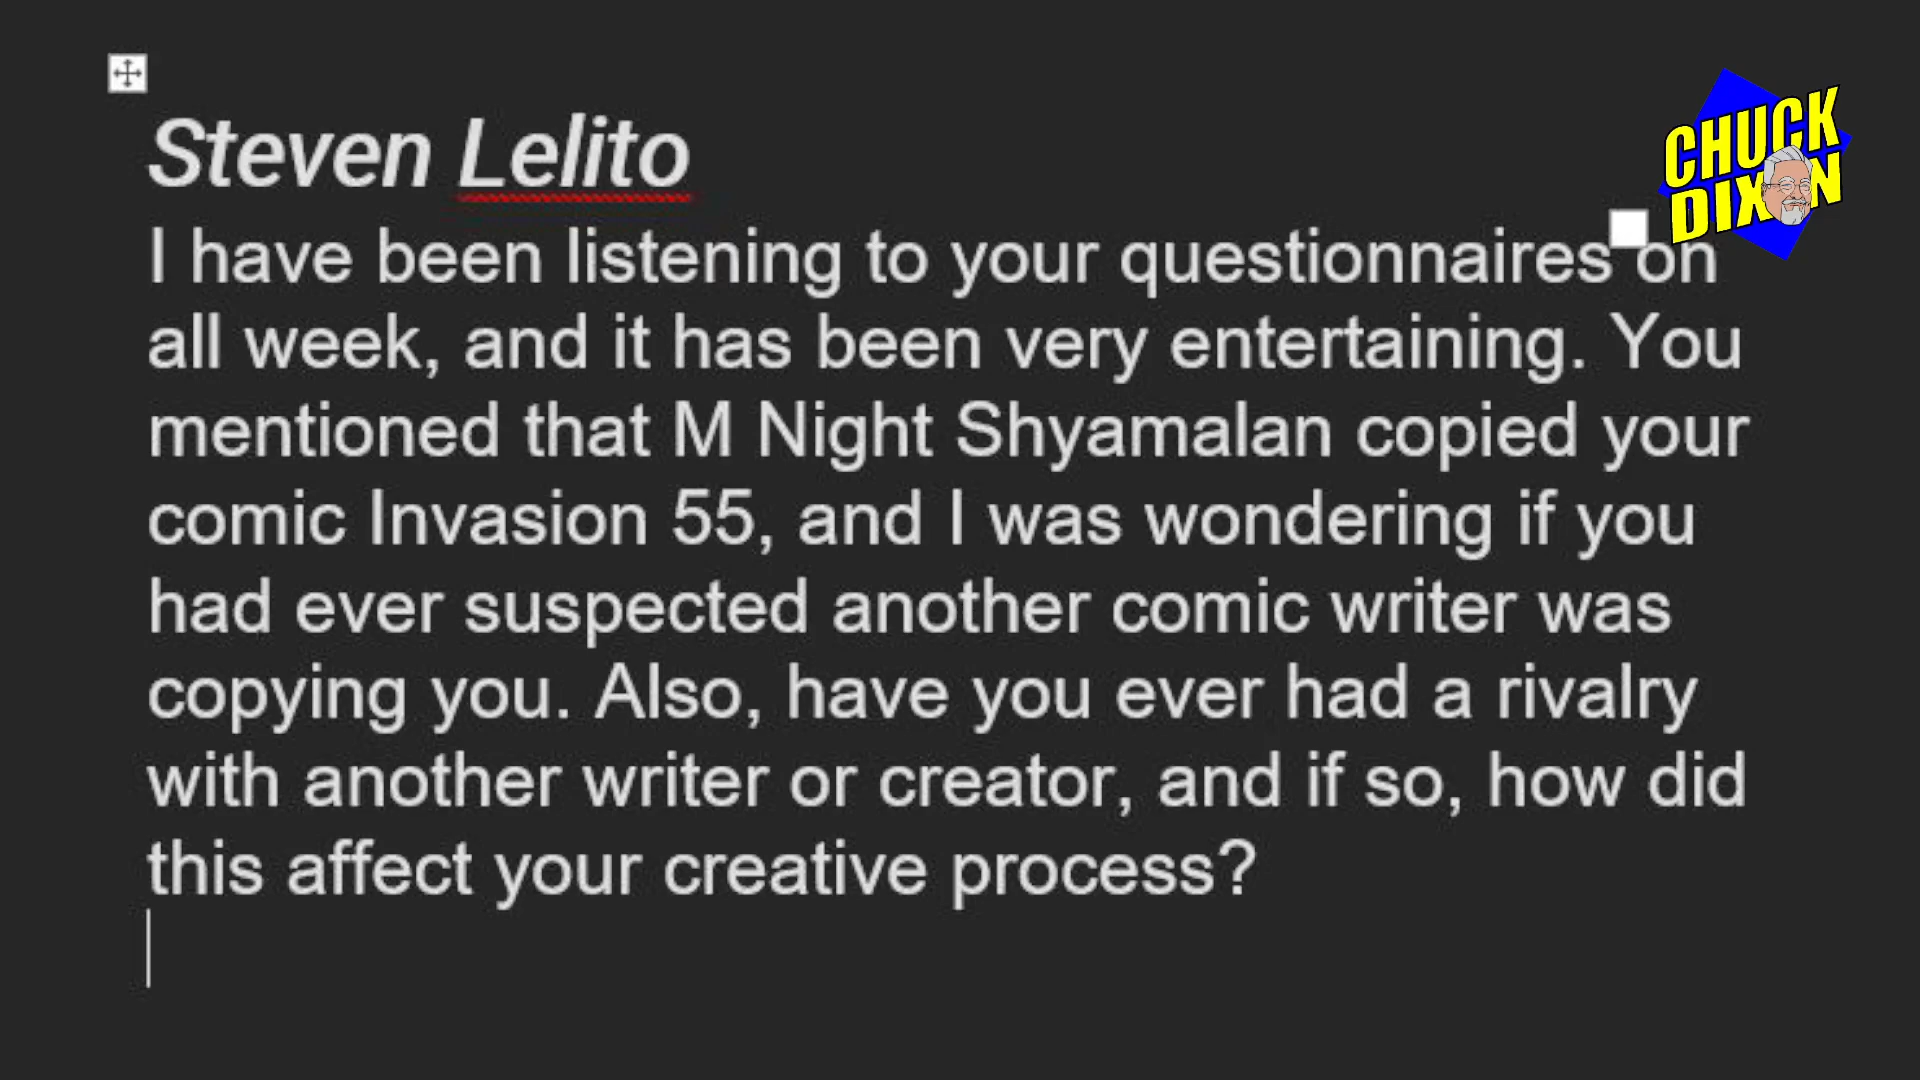 Steven Lelito
CHUCK
DIXON
I have been listening to your questionnaires on
all week, and it has been very entertaining. You
mentioned that M Night Shyamalan copied your
comic Invasion 55, and I was wondering if you
had ever suspected another comic writer was
copying you. Also, have you ever had a rivalry
with another writer or creator, and if so, how did
this affect your creative process?